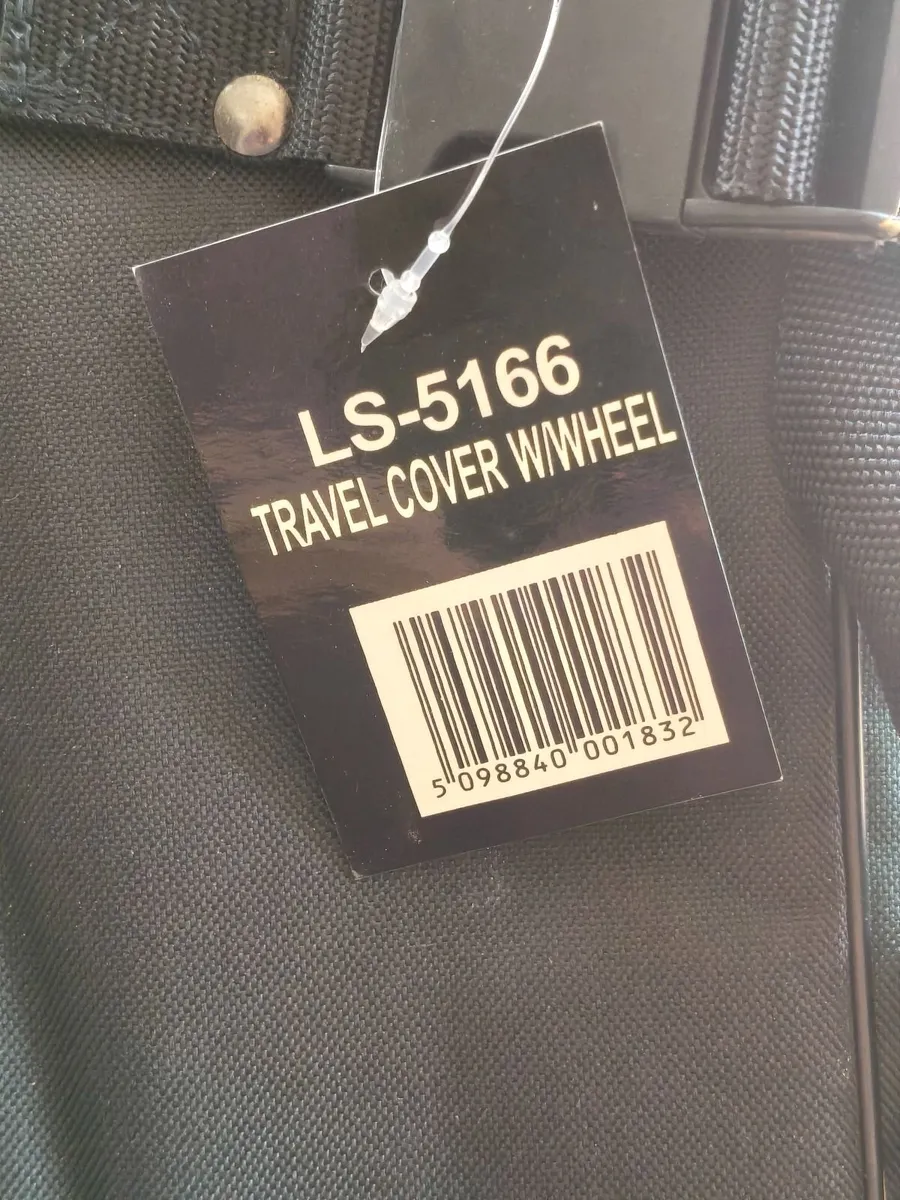 LS-5166
TRAVEL COVER W/WHEEL
5 098840 001832